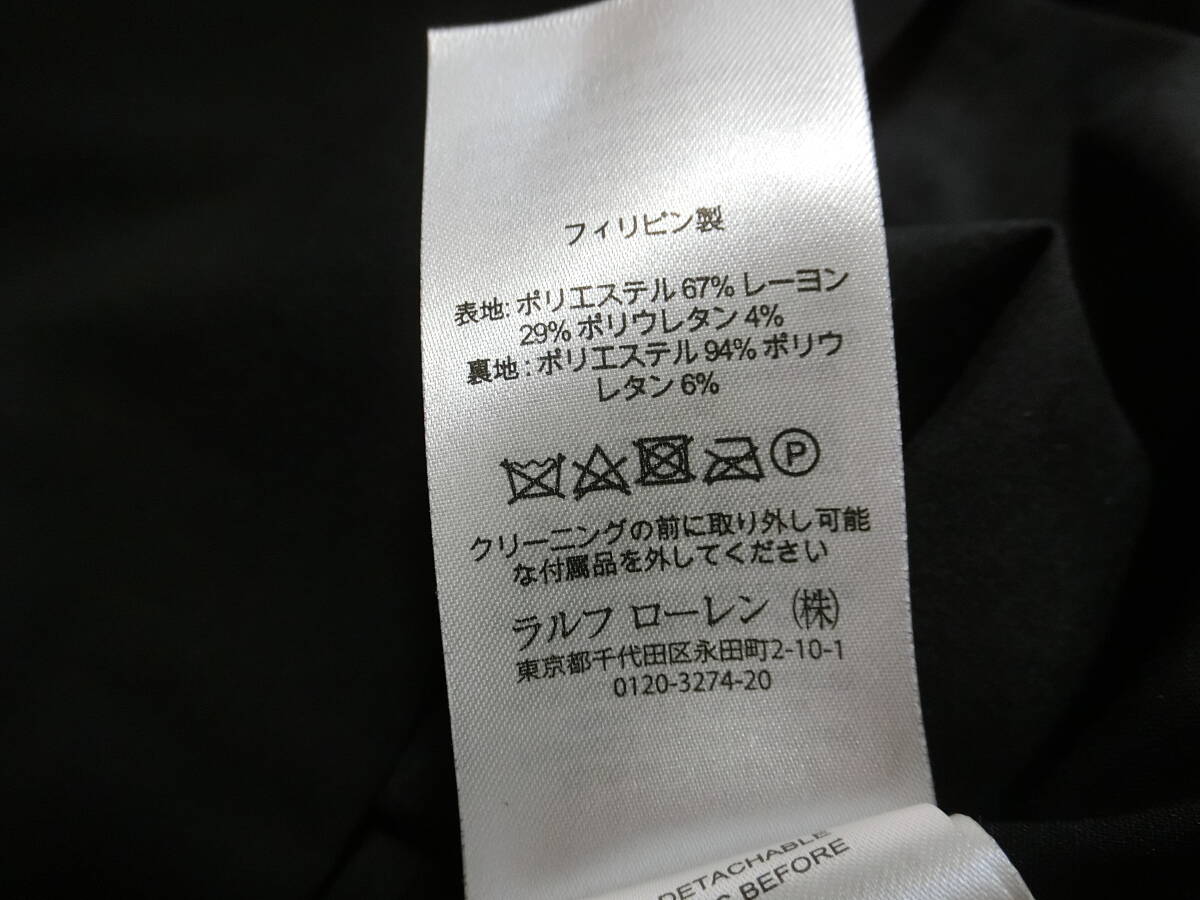 フィリピン製
表地: ポリエステル 67% レーヨン
29% ポリウレタン 4%
裏地 : ポリエステル 94% ポリウ
レタン 6%
P
クリーニングの前に取り外し可能
な付属品を外してください
ラルフ ローレン (株)
東京都千代田区永田町2-10-1
0120-3274-20
DETACHABLE
BEFORE